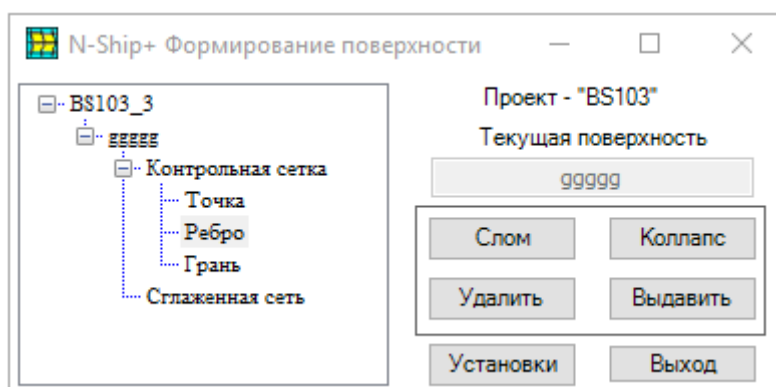 N-Ship+ Формирование поверхности
BS103_3
ggggg
Контрольная сетка
Точка
Ребро
Грань
Сглаженная сеть
Проект - "BS103"
Текущая поверхность
ggggg
Слом Коллапс
Удалить Выдавить
Установки Выход